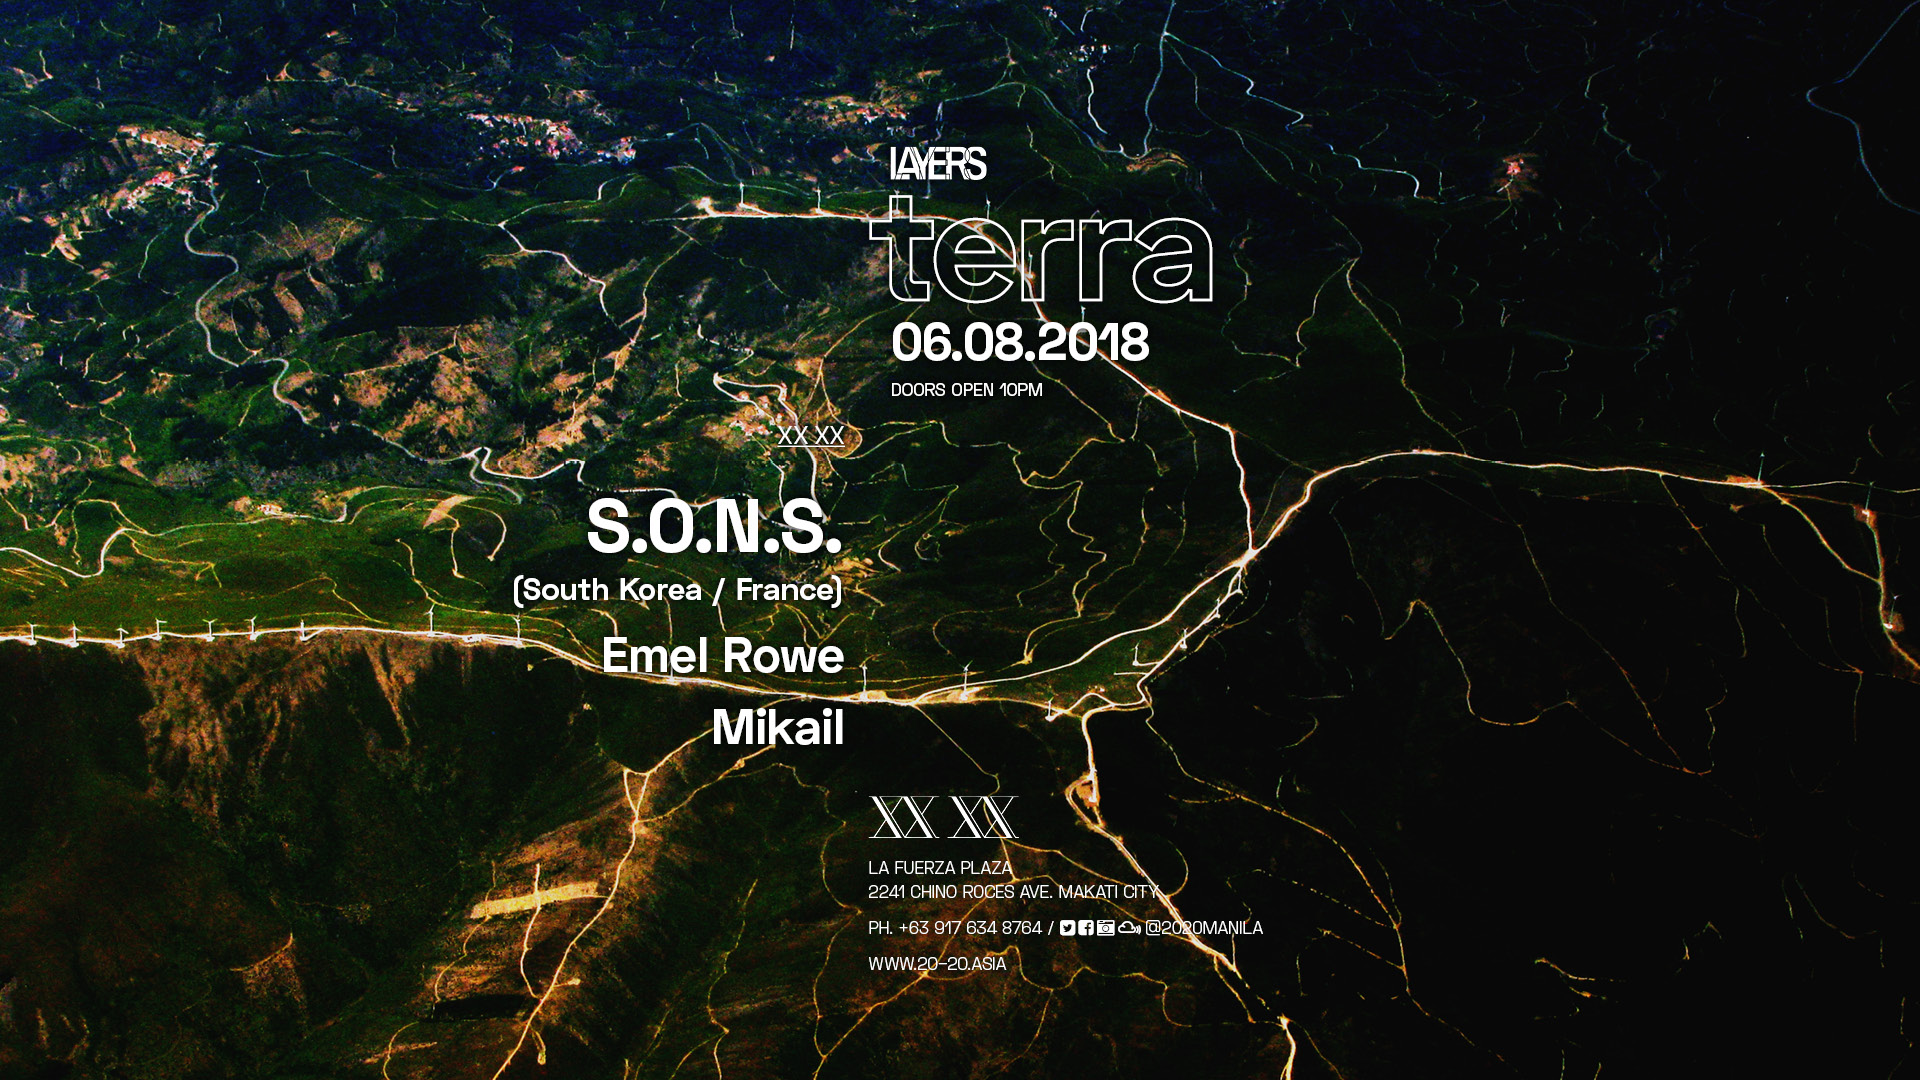 LAYERS
terra
06.08.2018
DOORS OPEN 10PM
XX XX
S.O.N.S.
(South Korea / France)
Emel Rowe
Mikail
XX XX
LA FUERZA PLAZA
2241 CHINO ROCES AVE. MAKATI CITY
PH. +63 917 634 8764 / @2020MANILA
WWW.20-20.ASIA